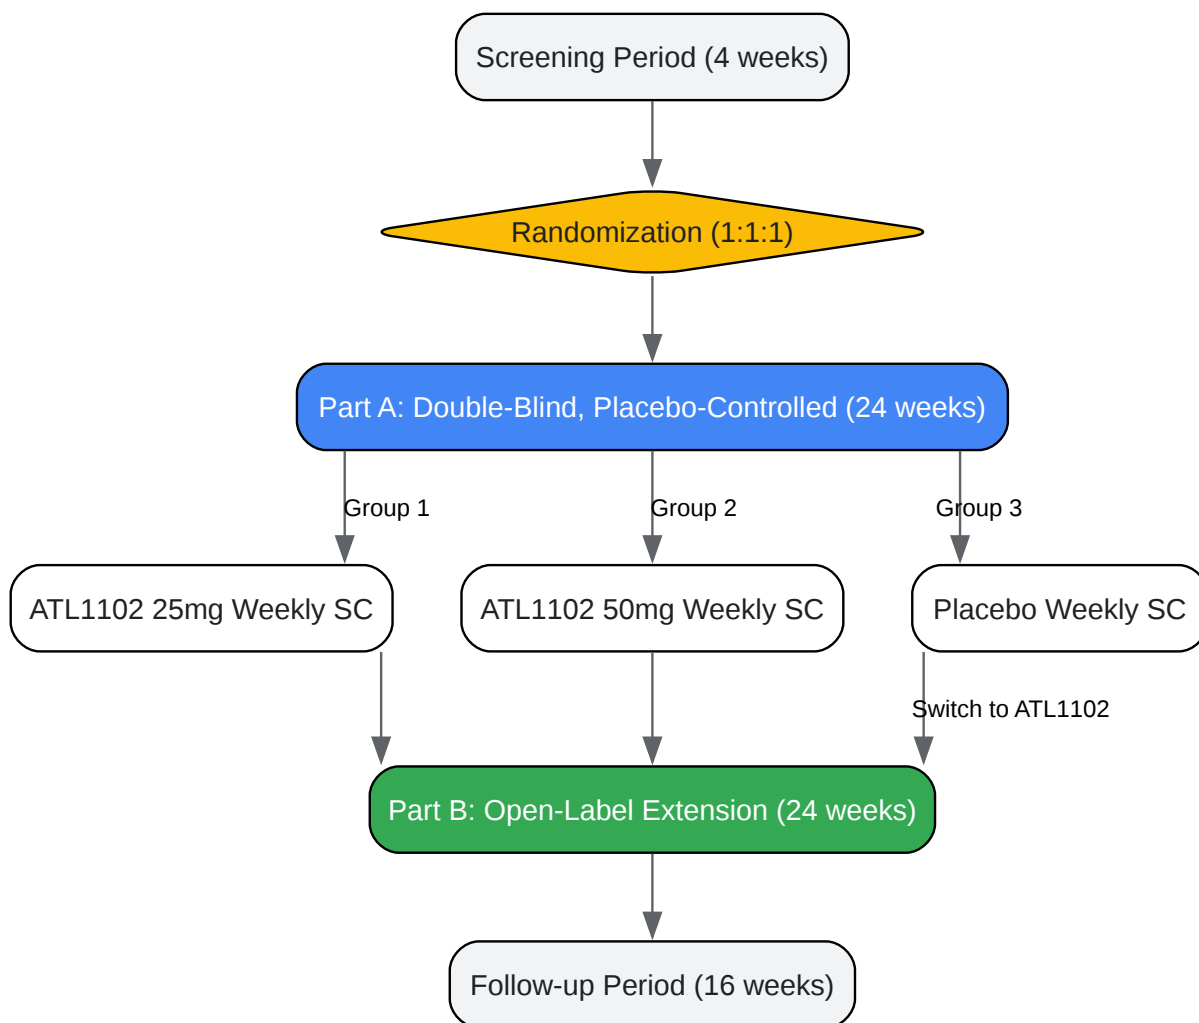 Screening Period (4 weeks)
Randomization (1:1:1)
Part A: Double-Blind, Placebo-Controlled (24 weeks)
Group 1
Group 2
Group 3
ATL1102 25mg Weekly SC
ATL1102 50mg Weekly SC
Placebo Weekly SC
Switch to ATL1102
Part B: Open-Label Extension (24 weeks)
Follow-up Period (16 weeks)